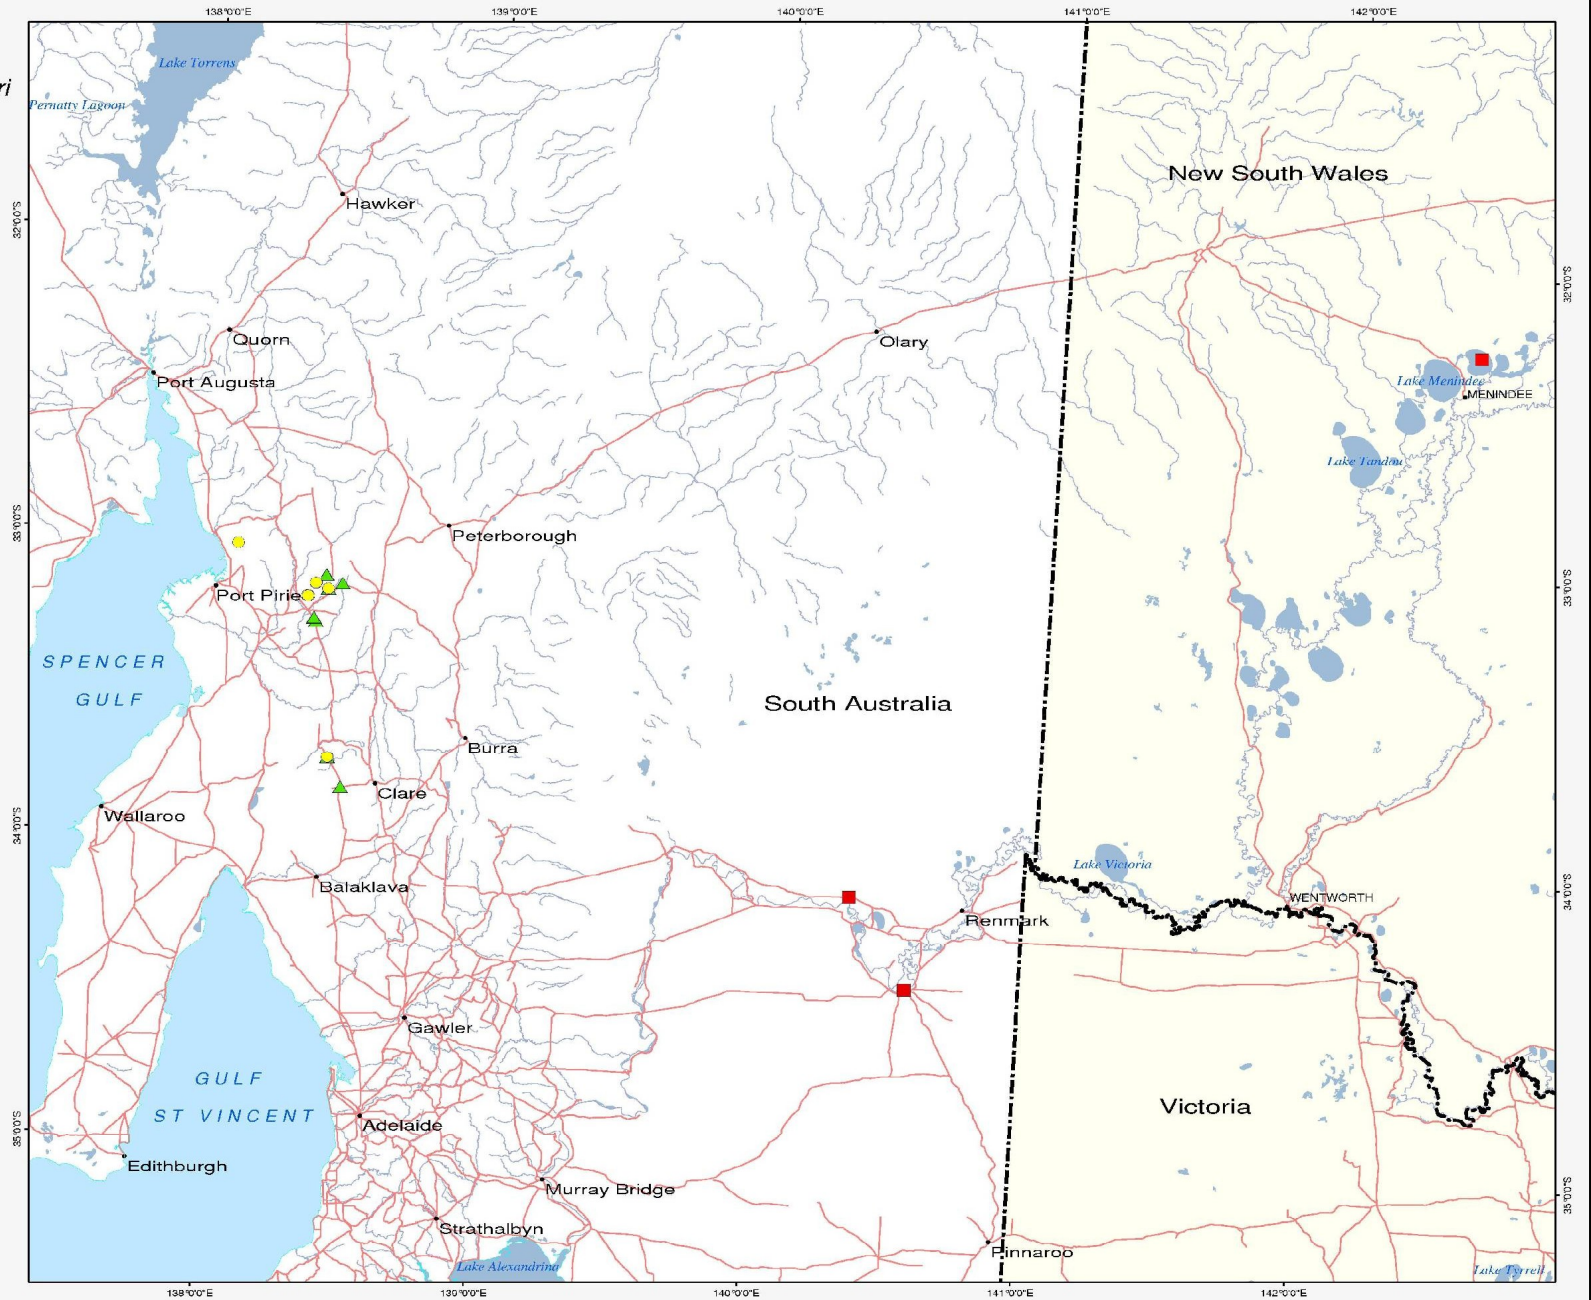 138°0'0"E
139°0'0"E
140°0'0"E
141°0'0"E
142°0'0"E
Lake Torrens
ri
Pernatty Lagoon
New South Wales
Hawker
32°0'0"S
32°0'0"S
Quorn
Olary
Port Augusta
Lake Menindee
MENINDEE
Lake Tandou
33°0'0"S
Peterborough
Port Pirie
33°0'0"S
SPENCER
GULF
South Australia
Burra
Clare
Wallaroo
34°0'0"S
Lake Victoria
Balaklava
WENTWORTH
34°0'0"S
Renmark
Gawler
GULF
ST VINCENT
Victoria
Adelaide
35°0'0"S
Edithburgh
Murray Bridge
35°0'0"S
Strathalbyn
Pinnaroo
Lake Alexandrina
Lake Tyrrell
138°0'0"E
139°0'0"E
140°0'0"E
141°0'0"E
142°0'0"E